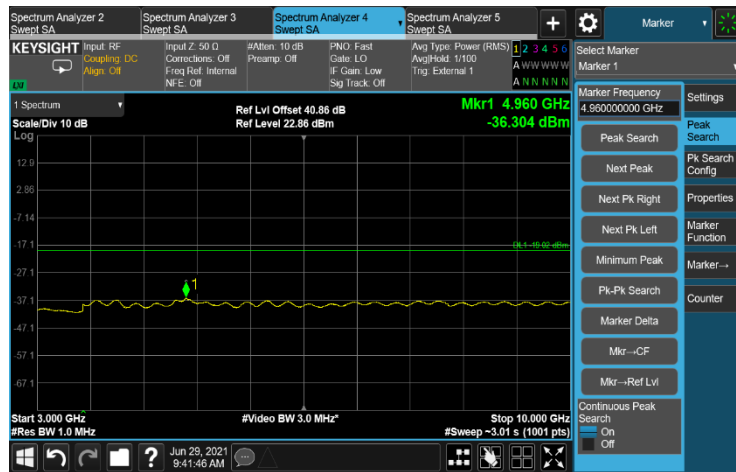 Spectrum Analyzer 2
Swept SA
Spectrum Analyzer 3
Swept SA
Spectrum Analyzer 4
Swept SA
Spectrum Analyzer 5
Swept SA
+
Marker
KEYSIGHT
Input: RF
Coupling: DC
Align: Off
Input Z: 50 Ω
Corrections: Off
Freq Ref: Internal
NFE: Off
#Atten: 10 dB
Preamp: Off
PNO: Fast
Gate: LO
IF Gain: Low
Sig Track: Off
Avg Type: Power (RMS)
Avg|Hold: 1/100
Trig: External 1
1 2 3 4 5 6
A W W W W W
A N N N N N
Select Marker
Marker 1
LXI
1 Spectrum
Scale/Div 10 dB
Log
Ref Lvl Offset 40.86 dB
Ref Level 22.86 dBm
Mkr1 4.960 GHz
-36.304 dBm
12.9
2.86
-7.14
-17.1
-27.1
-37.1
-47.1
-57.1
-67.1
DL1 -19.02 dBm
1
Start 3.000 GHz
#Res BW 1.0 MHz
#Video BW 3.0 MHz*
Stop 10.000 GHz
#Sweep ~3.01 s (1001 pts)
Marker Frequency
4.960000000 GHz
Peak Search
Next Peak
Next Pk Right
Next Pk Left
Minimum Peak
Pk-Pk Search
Marker Delta
Mkr→CF
Mkr→Ref Lvl
Continuous Peak
Search
On
Off
Settings
Peak
Search
Pk Search
Config
Properties
Marker
Function
Marker→
Counter
?
Jun 29, 2021
9:41:46 AM